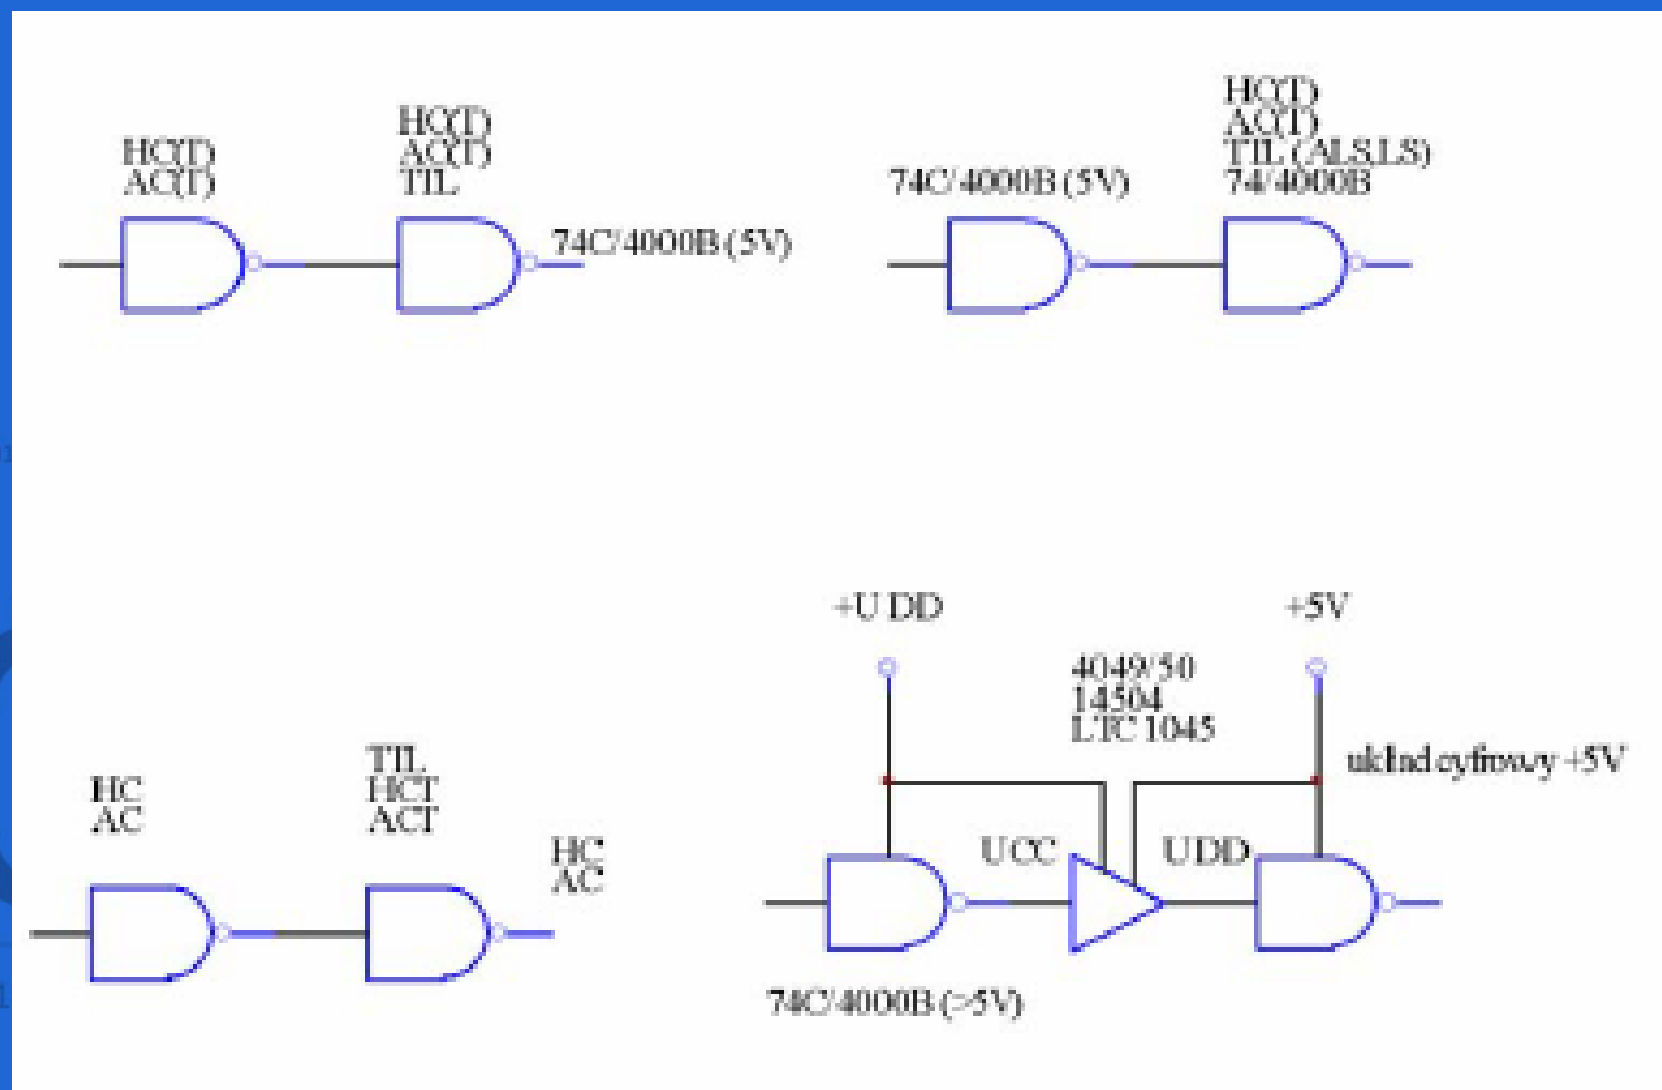 HC(T)
AC(T)
HC(T)
AC(T)
TTL
74C/4000B (5V)
74C/4000B (5V)
HC(T)
AC(T)
TTL (ALS,LS)
74/4000B
HC
AC
TTL
HCT
ACT
HC
AC
+U DD
+5V
4049/50
14504
LTC 1045
układ cyfrowy +5V
UCC
UDD
74C/4000B (>5V)